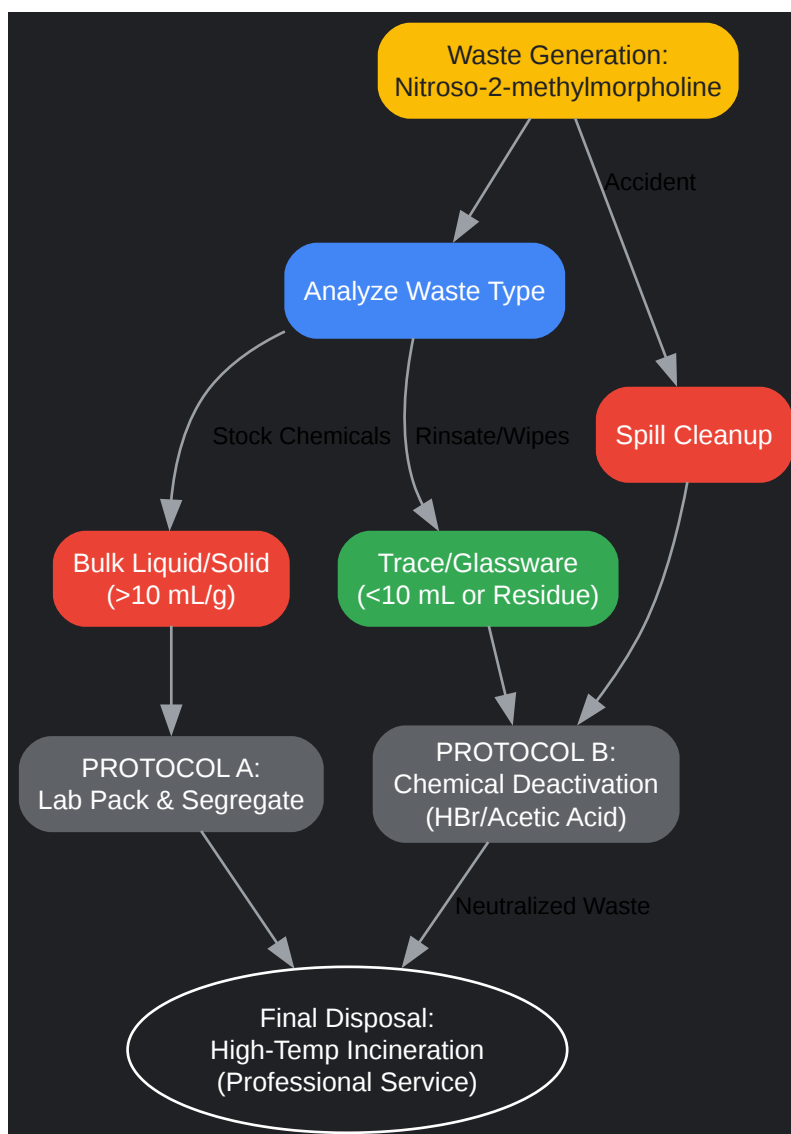 Waste Generation:
Nitroso-2-methylmorpholine
Accident
Analyze Waste Type
Stock Chemicals
Rinsate/Wipes
Spill Cleanup
Bulk Liquid/Solid
(>10 mL/g)
Trace/Glassware
(<10 mL or Residue)
PROTOCOL A:
Lab Pack & Segregate
PROTOCOL B:
Chemical Deactivation
(HBr/Acetic Acid)
Neutralized Waste
Final Disposal:
High-Temp Incineration
(Professional Service)